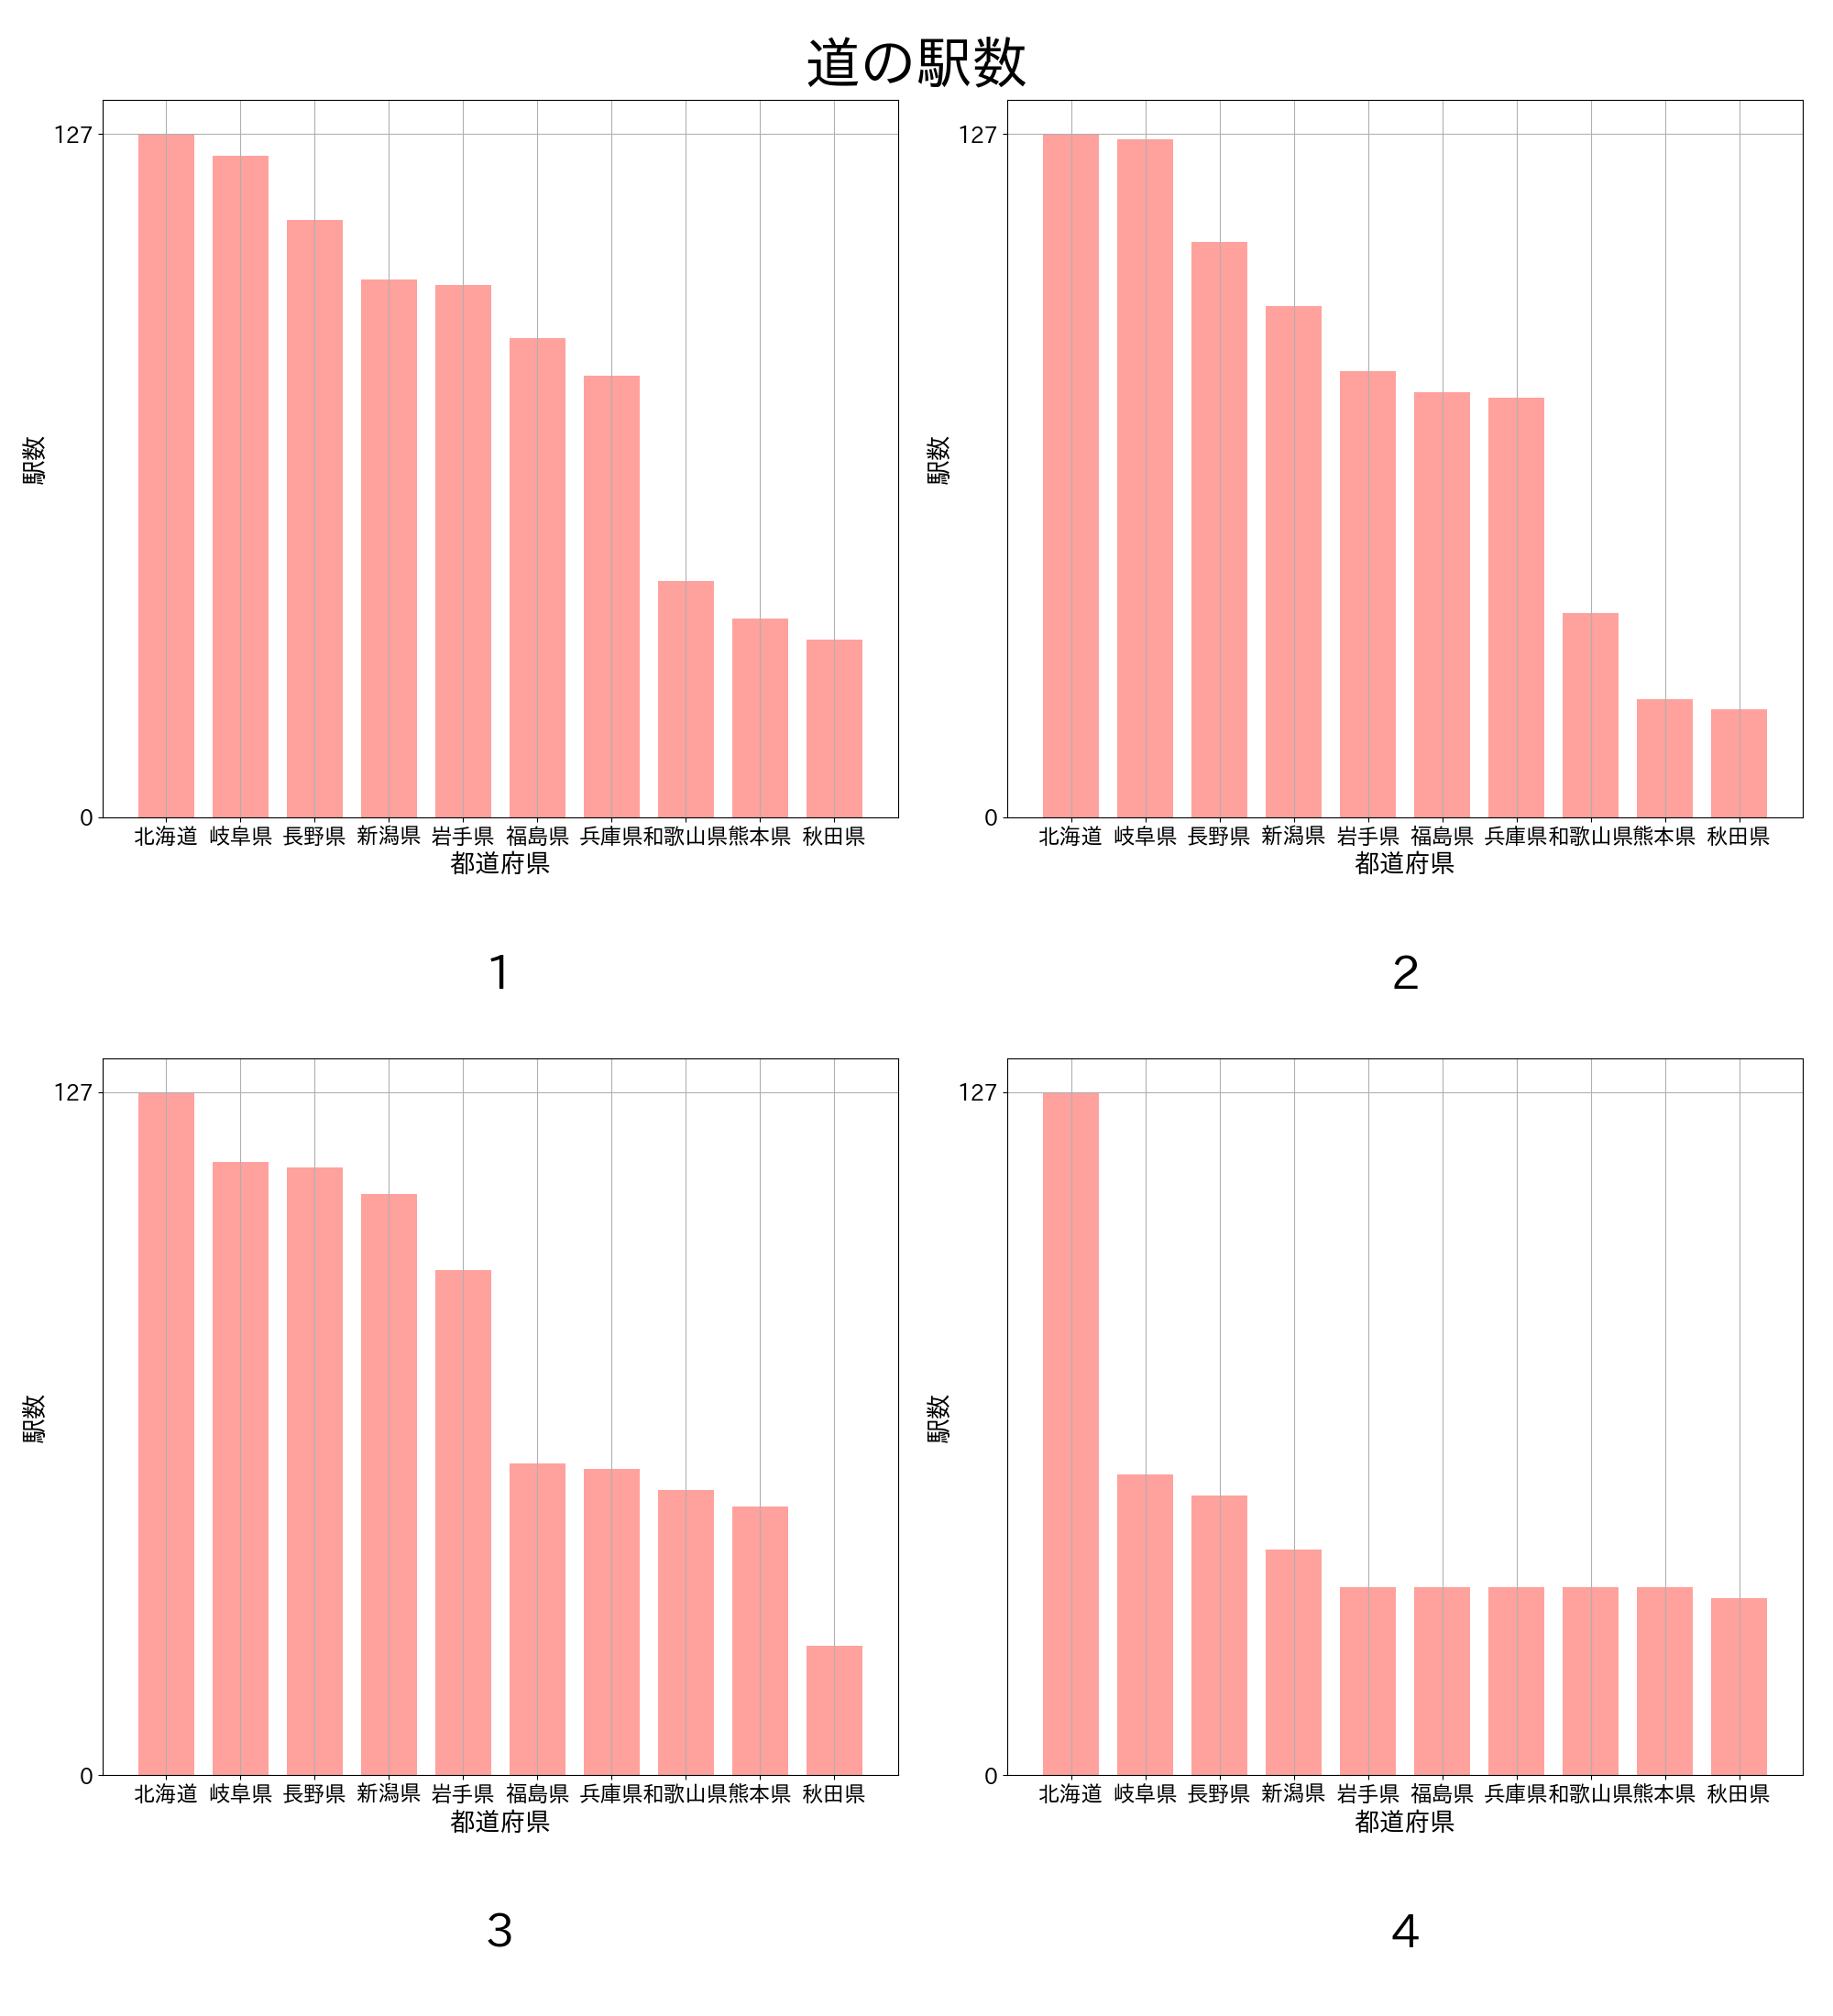 道の駅数
127
0
駅数
北海道 岐阜県 長野県 新潟県 岩手県 福島県 兵庫県 和歌山県 熊本県 秋田県
都道府県
1
127
0
駅数
北海道 岐阜県 長野県 新潟県 岩手県 福島県 兵庫県 和歌山県 熊本県 秋田県
都道府県
2
127
0
駅数
北海道 岐阜県 長野県 新潟県 岩手県 福島県 兵庫県 和歌山県 熊本県 秋田県
都道府県
3
127
0
駅数
北海道 岐阜県 長野県 新潟県 岩手県 福島県 兵庫県 和歌山県 熊本県 秋田県
都道府県
4